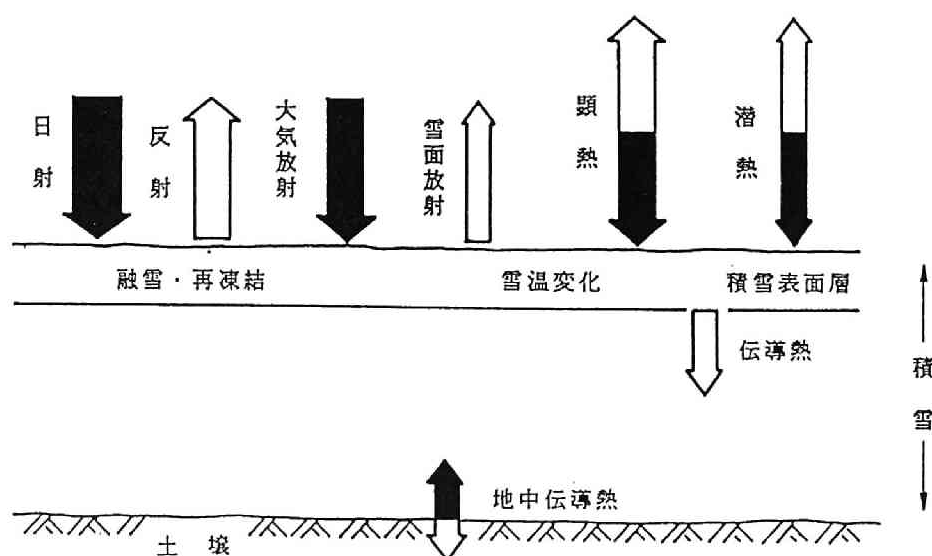 日射
反射
大気放射
雪面放射
顕熱
潜熱
融雪・再凍結
雪温変化
積雪表面層
伝導熱
積雪
地中伝導熱
土壌